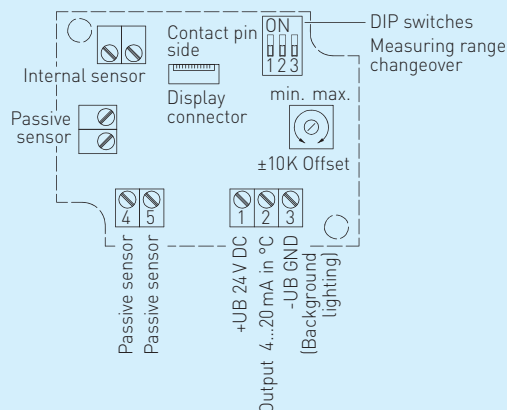 Contact pin
side
ON
1 2 3
DIP switches
Measuring range
changeover
Internal sensor
Display
connector
min. max.
Passive
sensor
±10K Offset
4 5
1 2 3
Passive sensor
Passive sensor
+UB 24 V DC
Output 4...20 mA in °C
-UB GND
(Background
lighting)